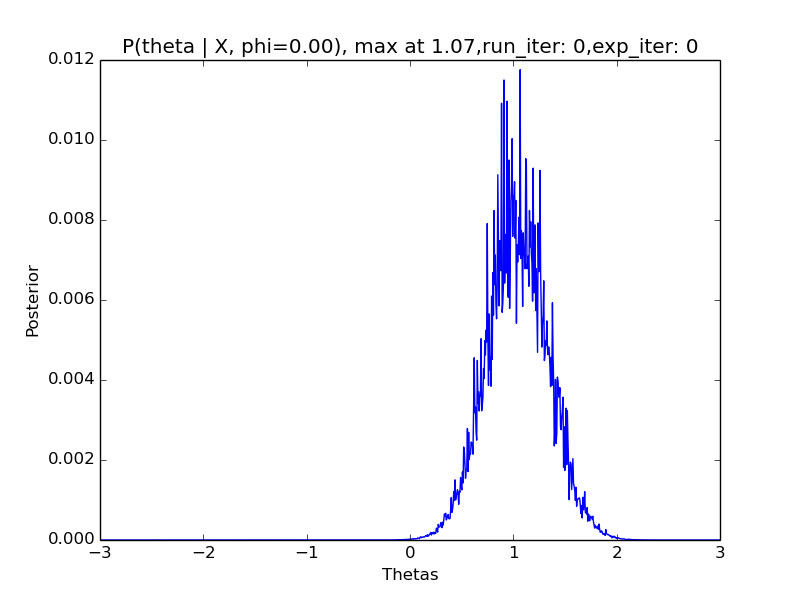 P(theta | X, phi=0.00), max at 1.07,run_iter: 0,exp_iter: 0
0.012
0.010
0.008
0.006
0.004
0.002
0.000
Posterior
−3 −2 −1 0 1 2 3
Thetas